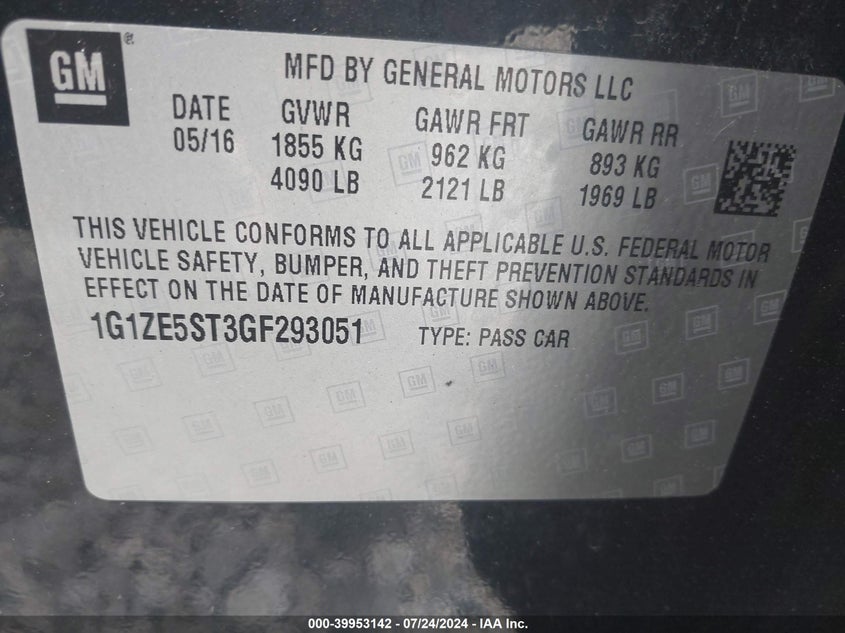 GM®
MFD BY GENERAL MOTORS LLC
DATE GVWR GAWR FRT GAWR RR
05/16 1855 KG 962 KG 893 KG
4090 LB 2121 LB 1969 LB
THIS VEHICLE CONFORMS TO ALL APPLICABLE U.S. FEDERAL MOTOR
VEHICLE SAFETY, BUMPER, AND THEFT PREVENTION STANDARDS IN
EFFECT ON THE DATE OF MANUFACTURE SHOWN ABOVE.
1G1ZE5ST3GF293051 TYPE: PASS CAR
000-39953142 - 07/24/2024 - IAA Inc.